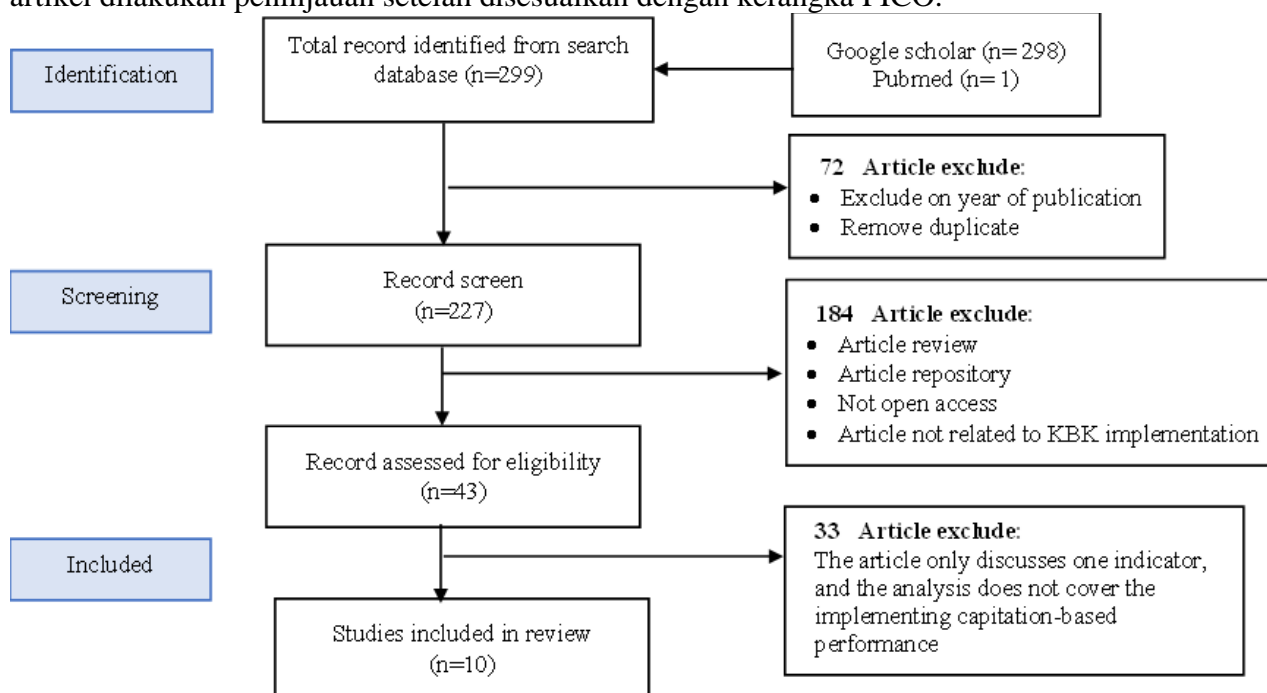 artikel dilakukan peninjauan setelah disesuaikan dengan kerangka PICO.
Identification
Total record identified from search
database (n=299)
Google scholar (n= 298)
Pubmed (n= 1)
72 Article exclude:
• Exclude on year of publication
• Remove duplicate
Screening
Record screen
(n=227)
184 Article exclude:
• Article review
• Article repository
• Not open access
• Article not related to KBK implementation
Record assessed for eligibility
(n=43)
Included
33 Article exclude:
The article only discusses one indicator,
and the analysis does not cover the
implementing capitation-based
performance
Studies included in review
(n=10)